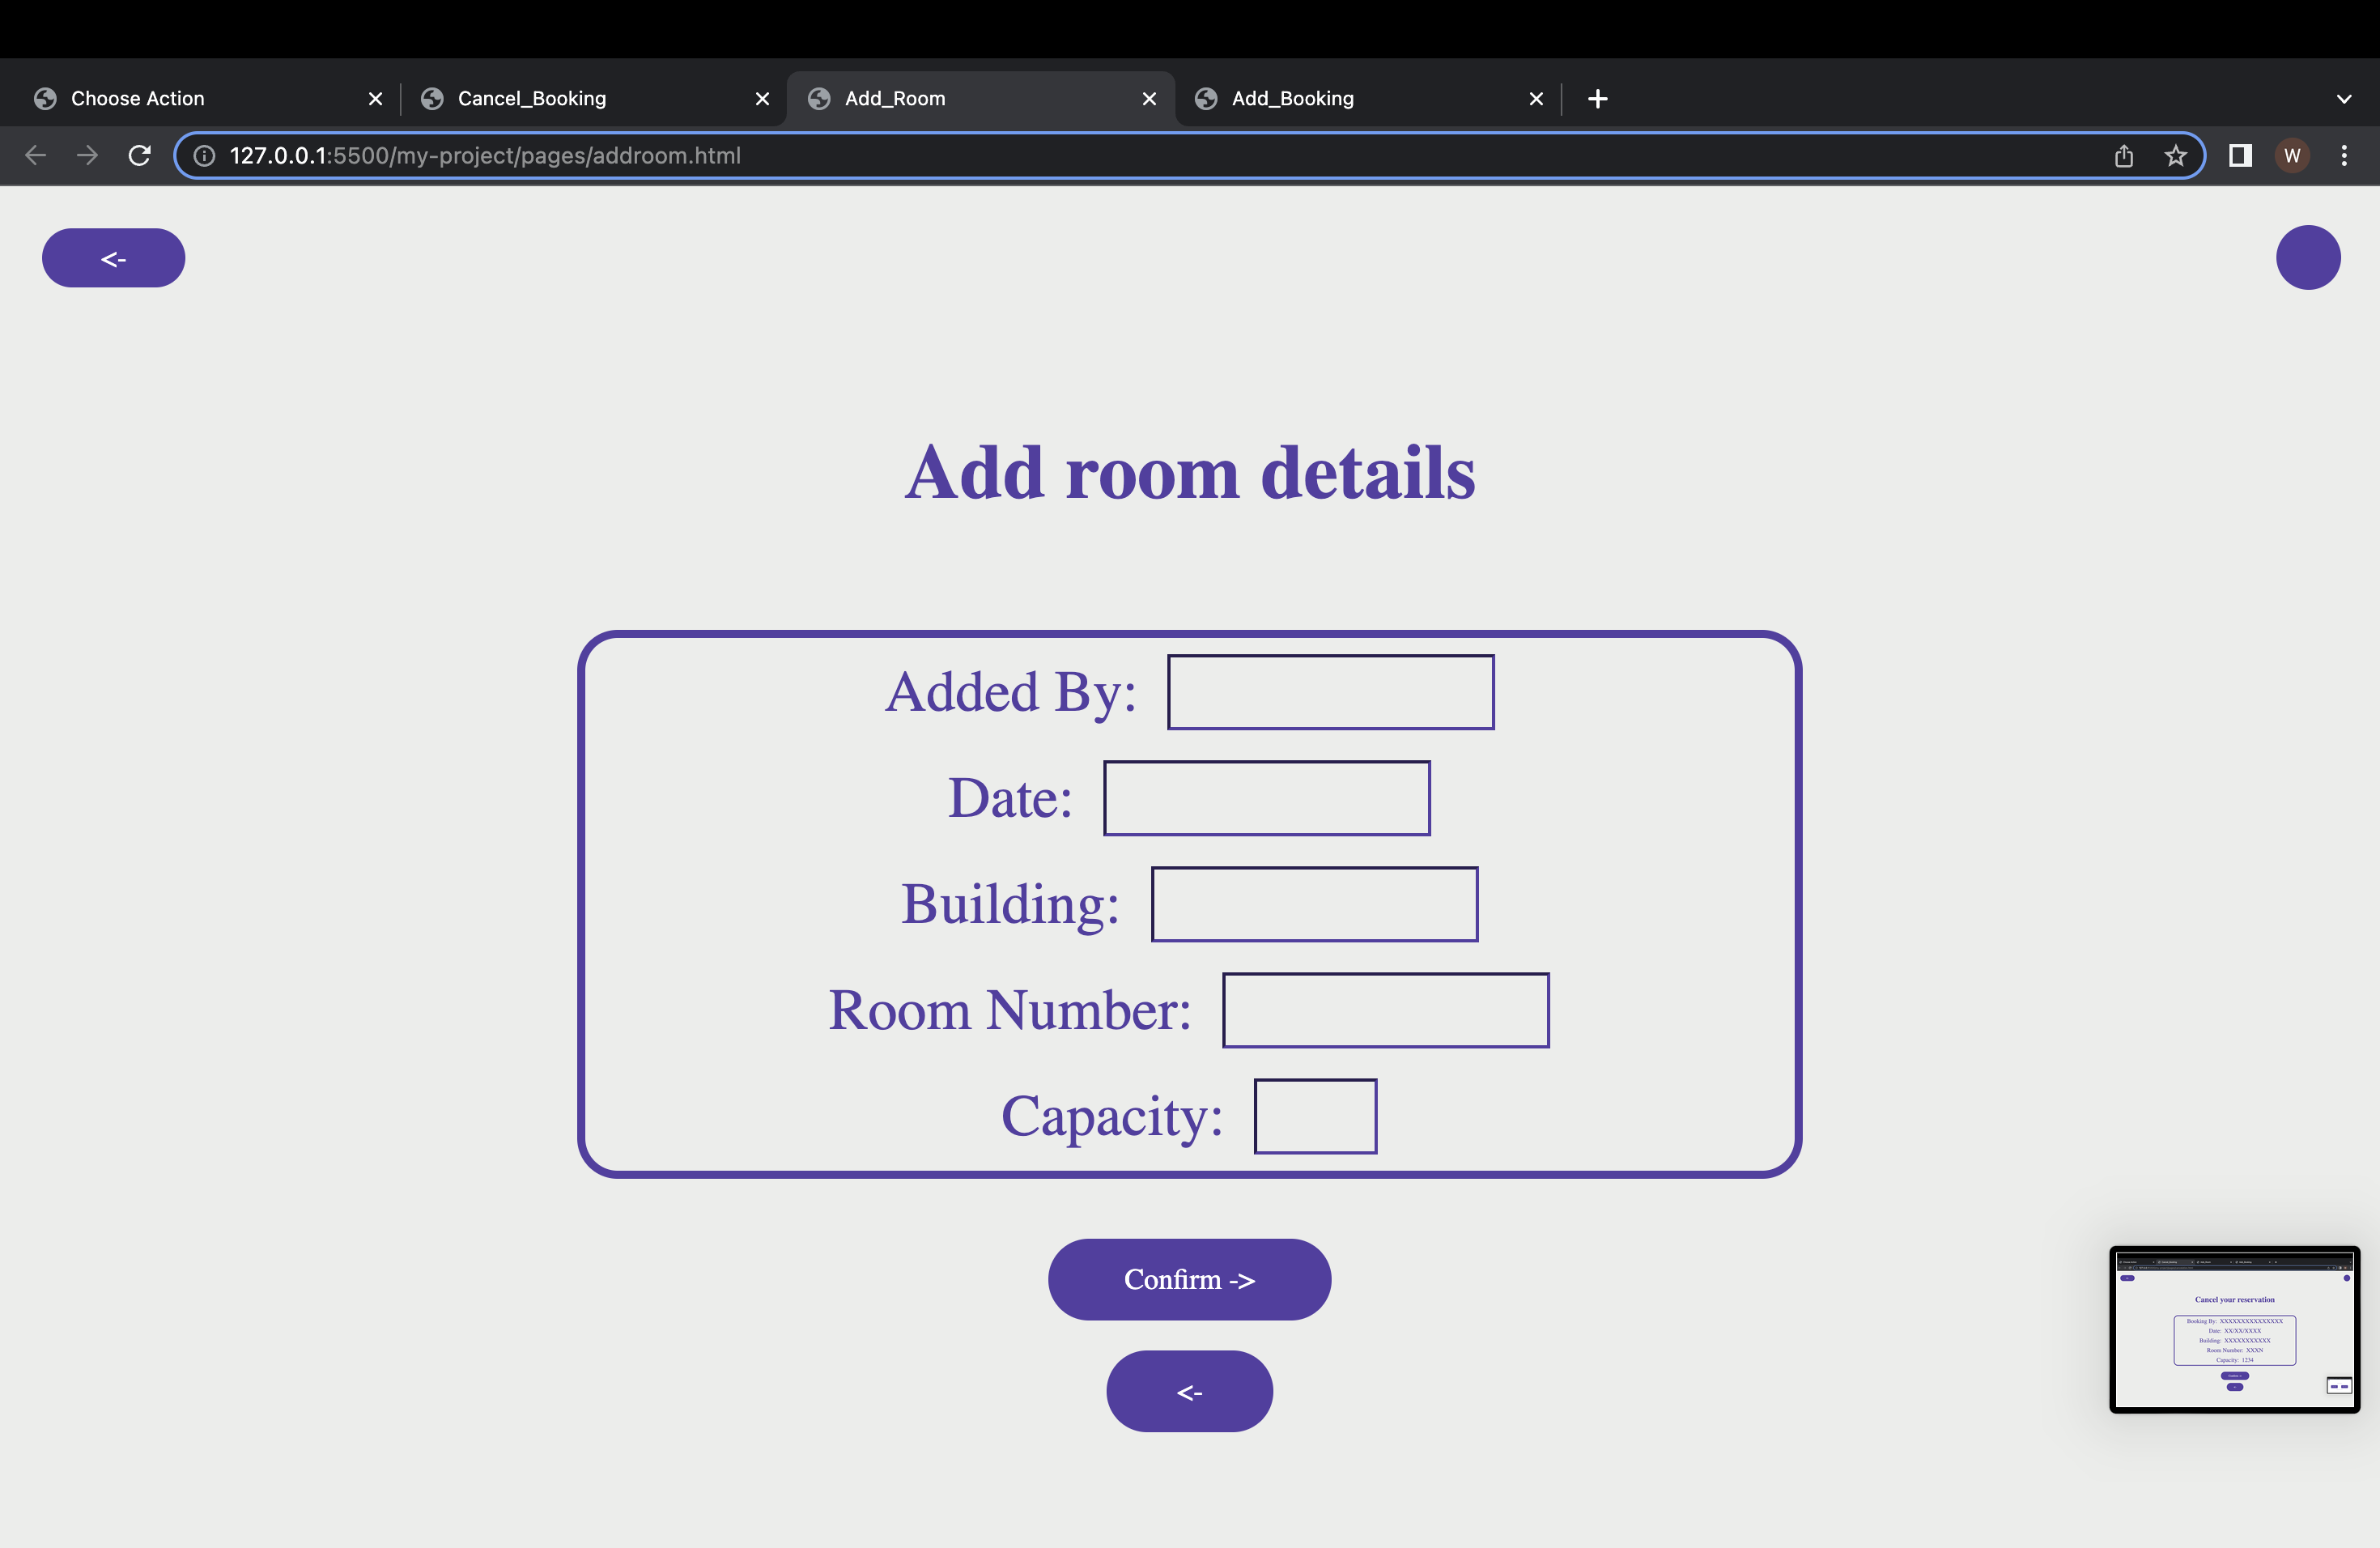 Choose Action
Cancel_Booking
Add_Room
Add_Booking
127.0.0.1:5500/my-project/pages/addroom.html
W
<-
Add room details
Added By:
Date:
Building:
Room Number:
Capacity:
Confirm ->
<-
Cancel your reservation
Booking By: XXXXXXXXXXXXXXX
Date: XX/XX/XXXX
Building: XXXXXXXXXXX
Room Number: XXXN
Capacity: 1234